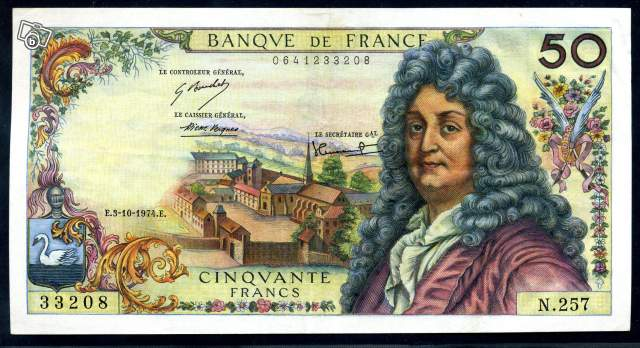 BANQVE DE FRANCE
50
0641233208
LE CONTROLEUR GÉNÉRAL,
LE CAISSIER GÉNÉRAL,
LE SECRÉTAIRE GAL
E.3-10-1974.E.
CINQVANTE
FRANCS
33208
N.257